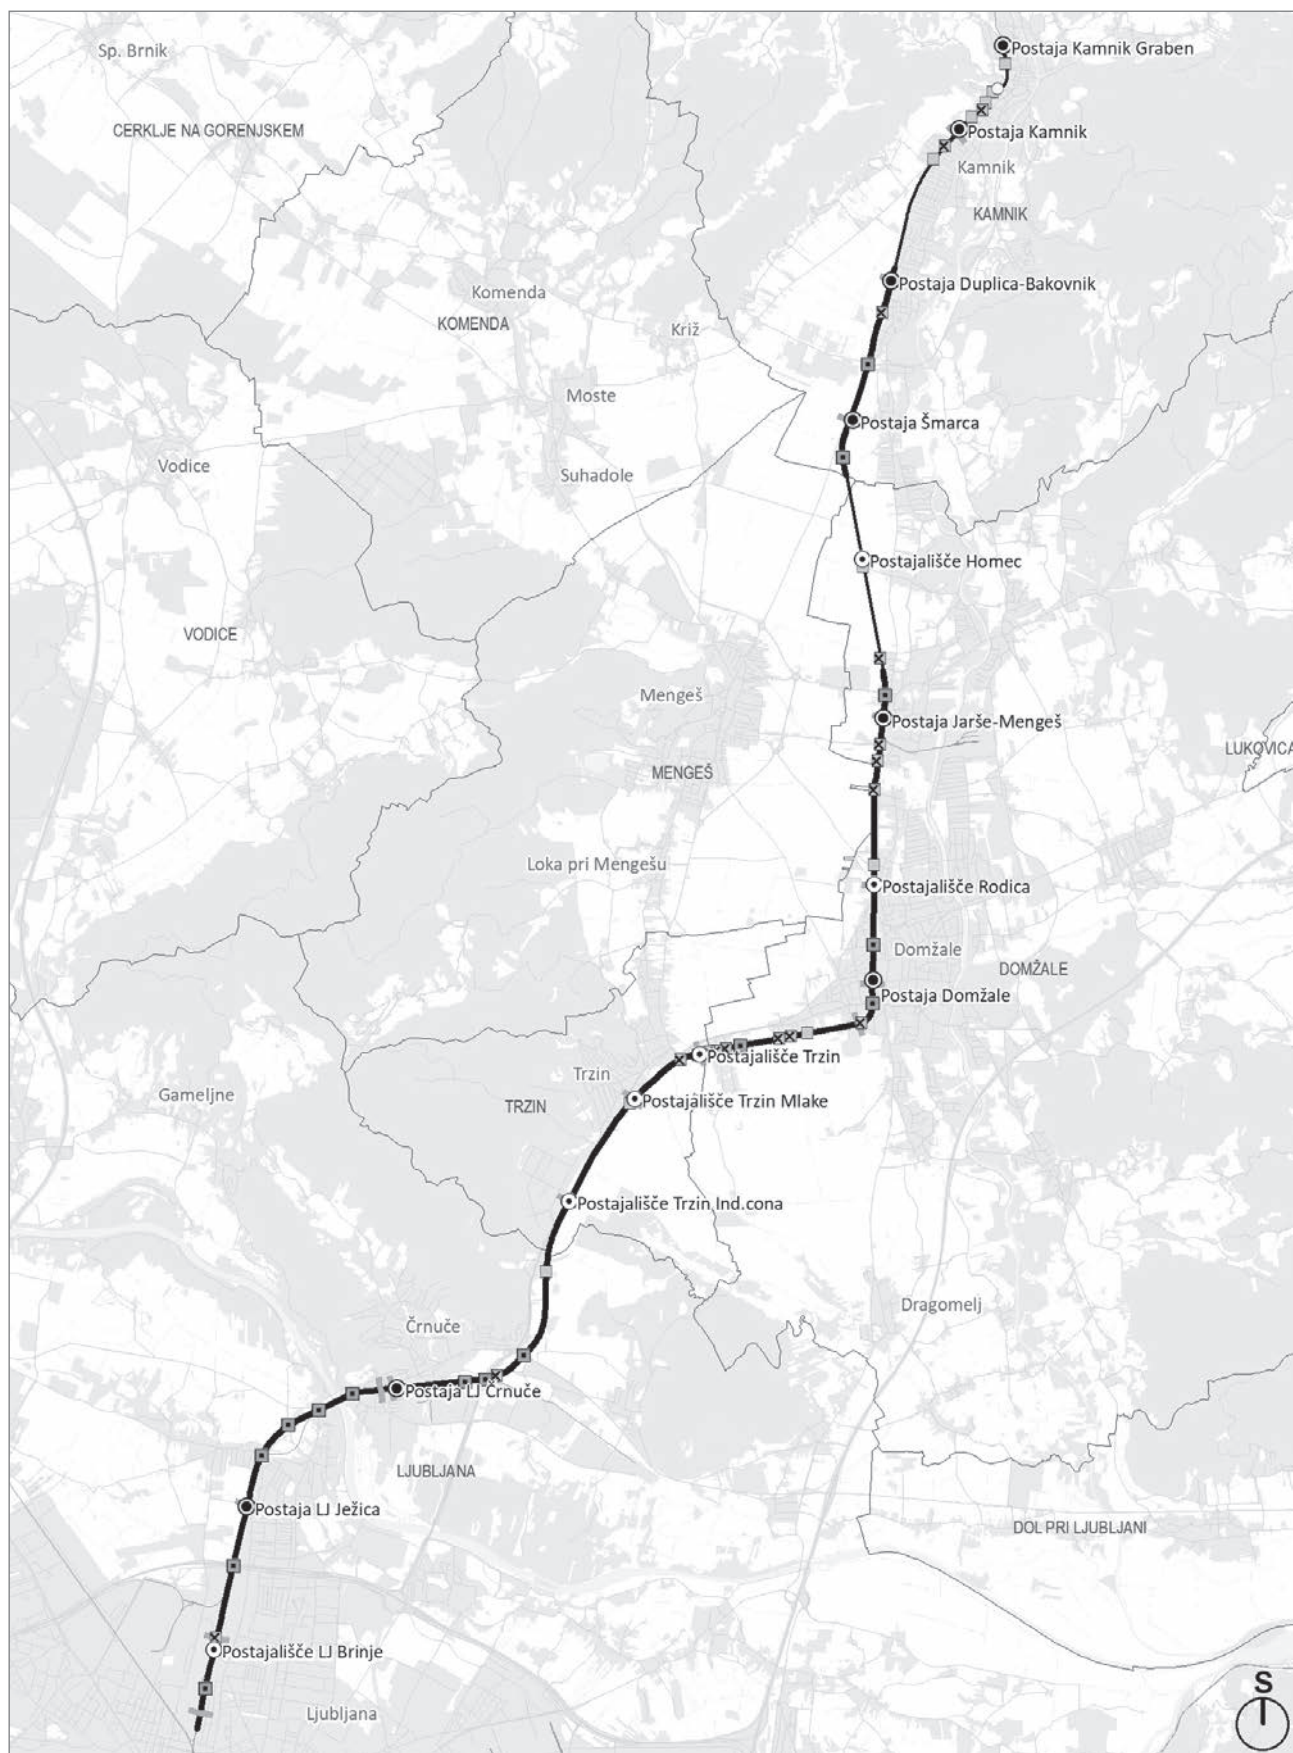 Postaja Kamnik Graben
Sp. Brnik
CERKLJE NA GORENJSKEM
Postaja Kamnik
Kamnik
KAMNIK
Postaja Duplica-Bakovnik
Komenda
KOMENDA
Križ
Moste
Postaja Šmarca
Vodice
Suhadole
Postajališče Homec
VODICE
Mengeš
Postaja Jarše-Mengeš
LUKOVICA
MENGEŠ
Loka pri Mengešu
Postajališče Rodica
Domžale
DOMŽALE
Postaja Domžale
Postajališče Trzin
Trzin
Gameljne
Postajališče Trzin Mlake
TRZIN
Postajališče Trzin Ind.cona
Dragomelj
Črnuče
Postaja LJ Črnuče
LJUBLJANA
Postaja LJ Ježica
DOL PRI LJUBLJANI
Postajališče LJ Brinje
S
Ljubljana